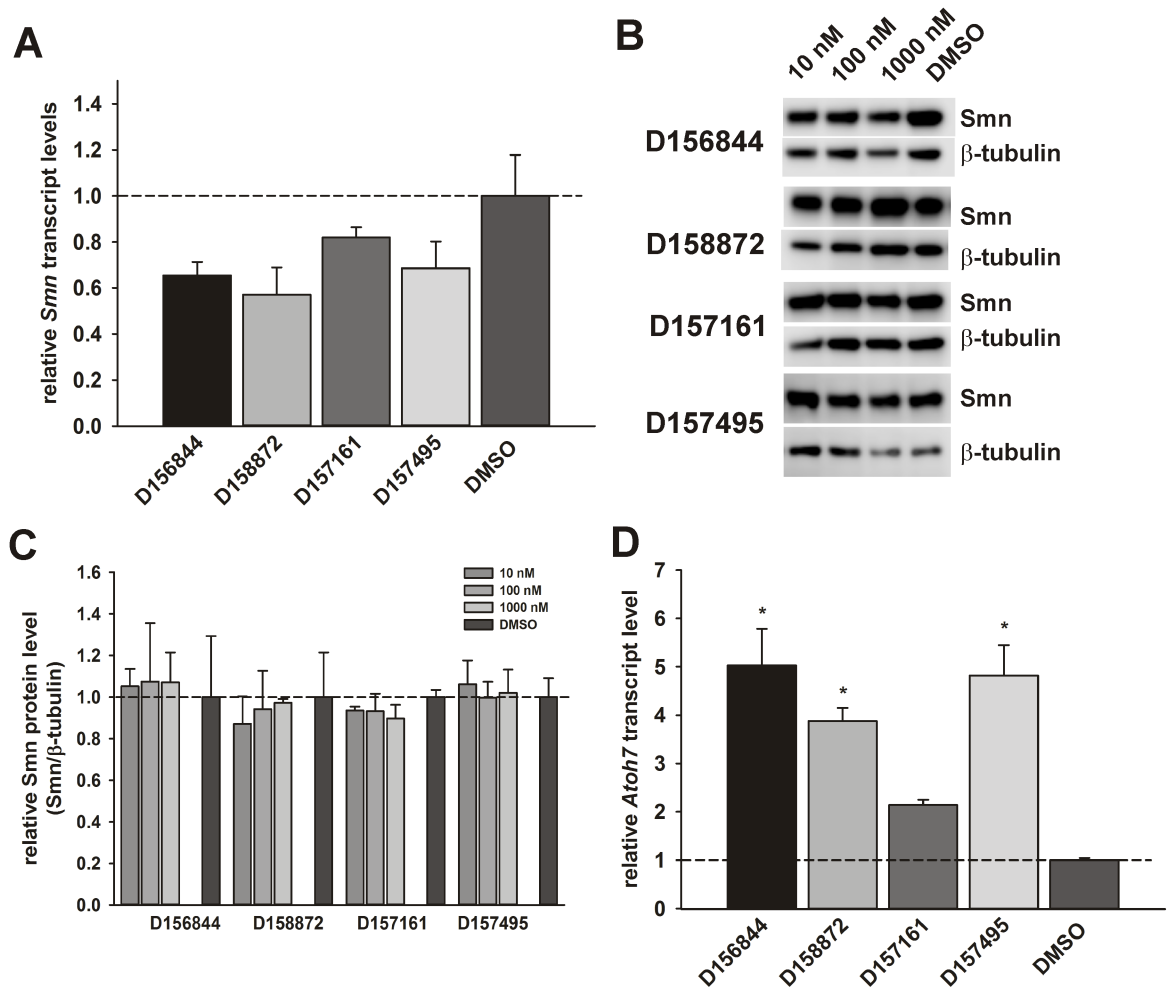 A
relative Smn transcript levels
1.4
1.2
1.0
0.8
0.6
0.4
0.2
0.0
D156844
D158872
D157161
D157495
DMSO
B
10 nM
100 nM
1000 nM
DMSO
D156844
Smn
β-tubulin
D158872
Smn
β-tubulin
D157161
Smn
β-tubulin
D157495
Smn
β-tubulin
C
relative Smn protein level
(Smn/β-tubulin)
1.6
1.4
1.2
1.0
0.8
0.6
0.4
0.2
0.0
10 nM
100 nM
1000 nM
DMSO
D156844
D158872
D157161
D157495
D
relative Atoh7 transcript level
7
6
5
4
3
2
1
0
*
*
*
D156844
D158872
D157161
D157495
DMSO